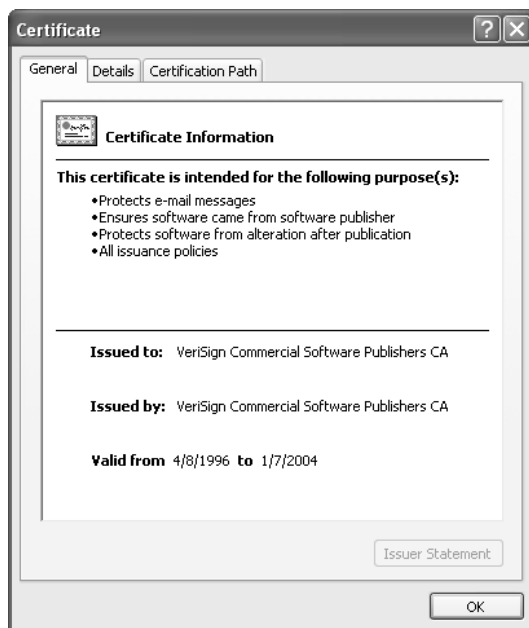 Certificate
General Details Certification Path
Certificate Information
This certificate is intended for the following purpose(s):
•Protects e-mail messages
•Ensures software came from software publisher
•Protects software from alteration after publication
•All issuance policies
Issued to: VeriSign Commercial Software Publishers CA
Issued by: VeriSign Commercial Software Publishers CA
Valid from 4/8/1996 to 1/7/2004
Issuer Statement
OK